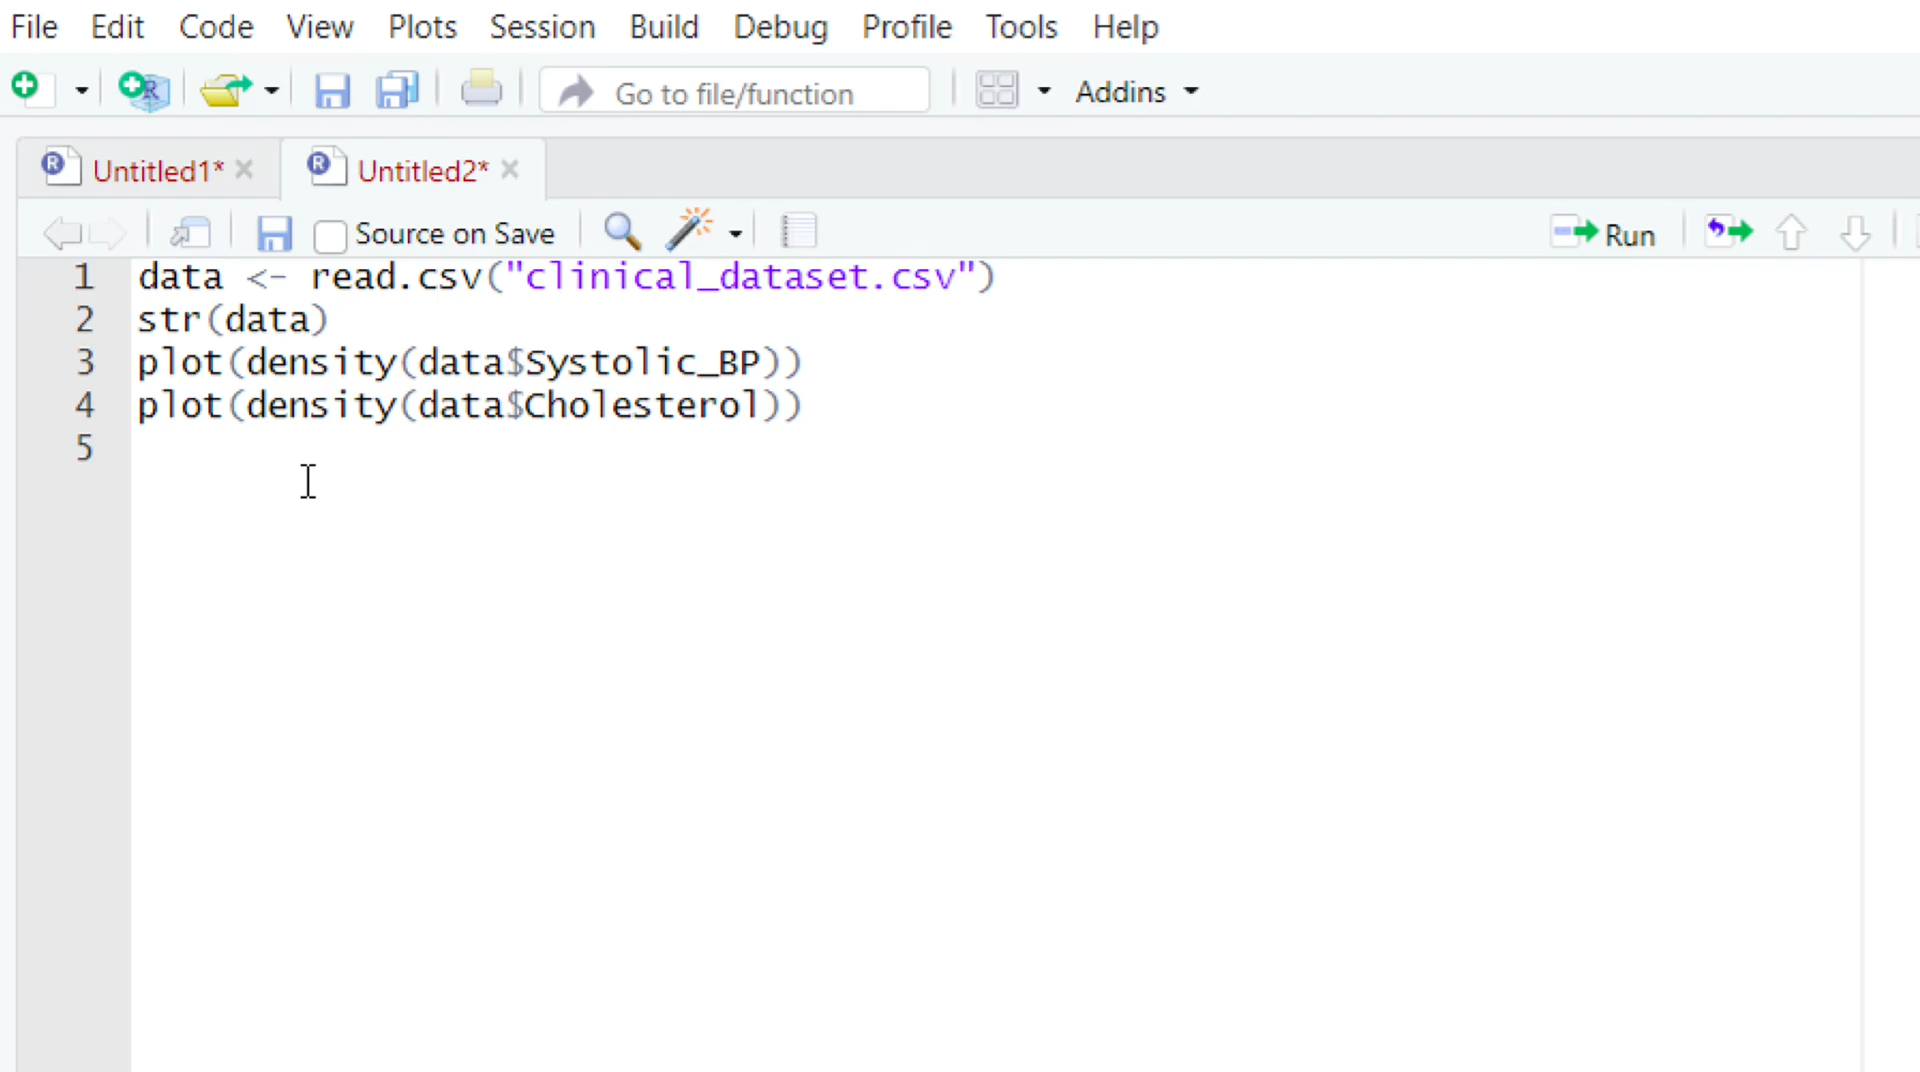 File Edit Code View Plots Session Build Debug Profile Tools Help
Go to file/function Addins
Untitled1* Untitled2*
Source on Save Run
1 data <- read.csv("clinical_dataset.csv")
2 str(data)
3 plot(density(data$Systolic_BP))
4 plot(density(data$Cholesterol))
5